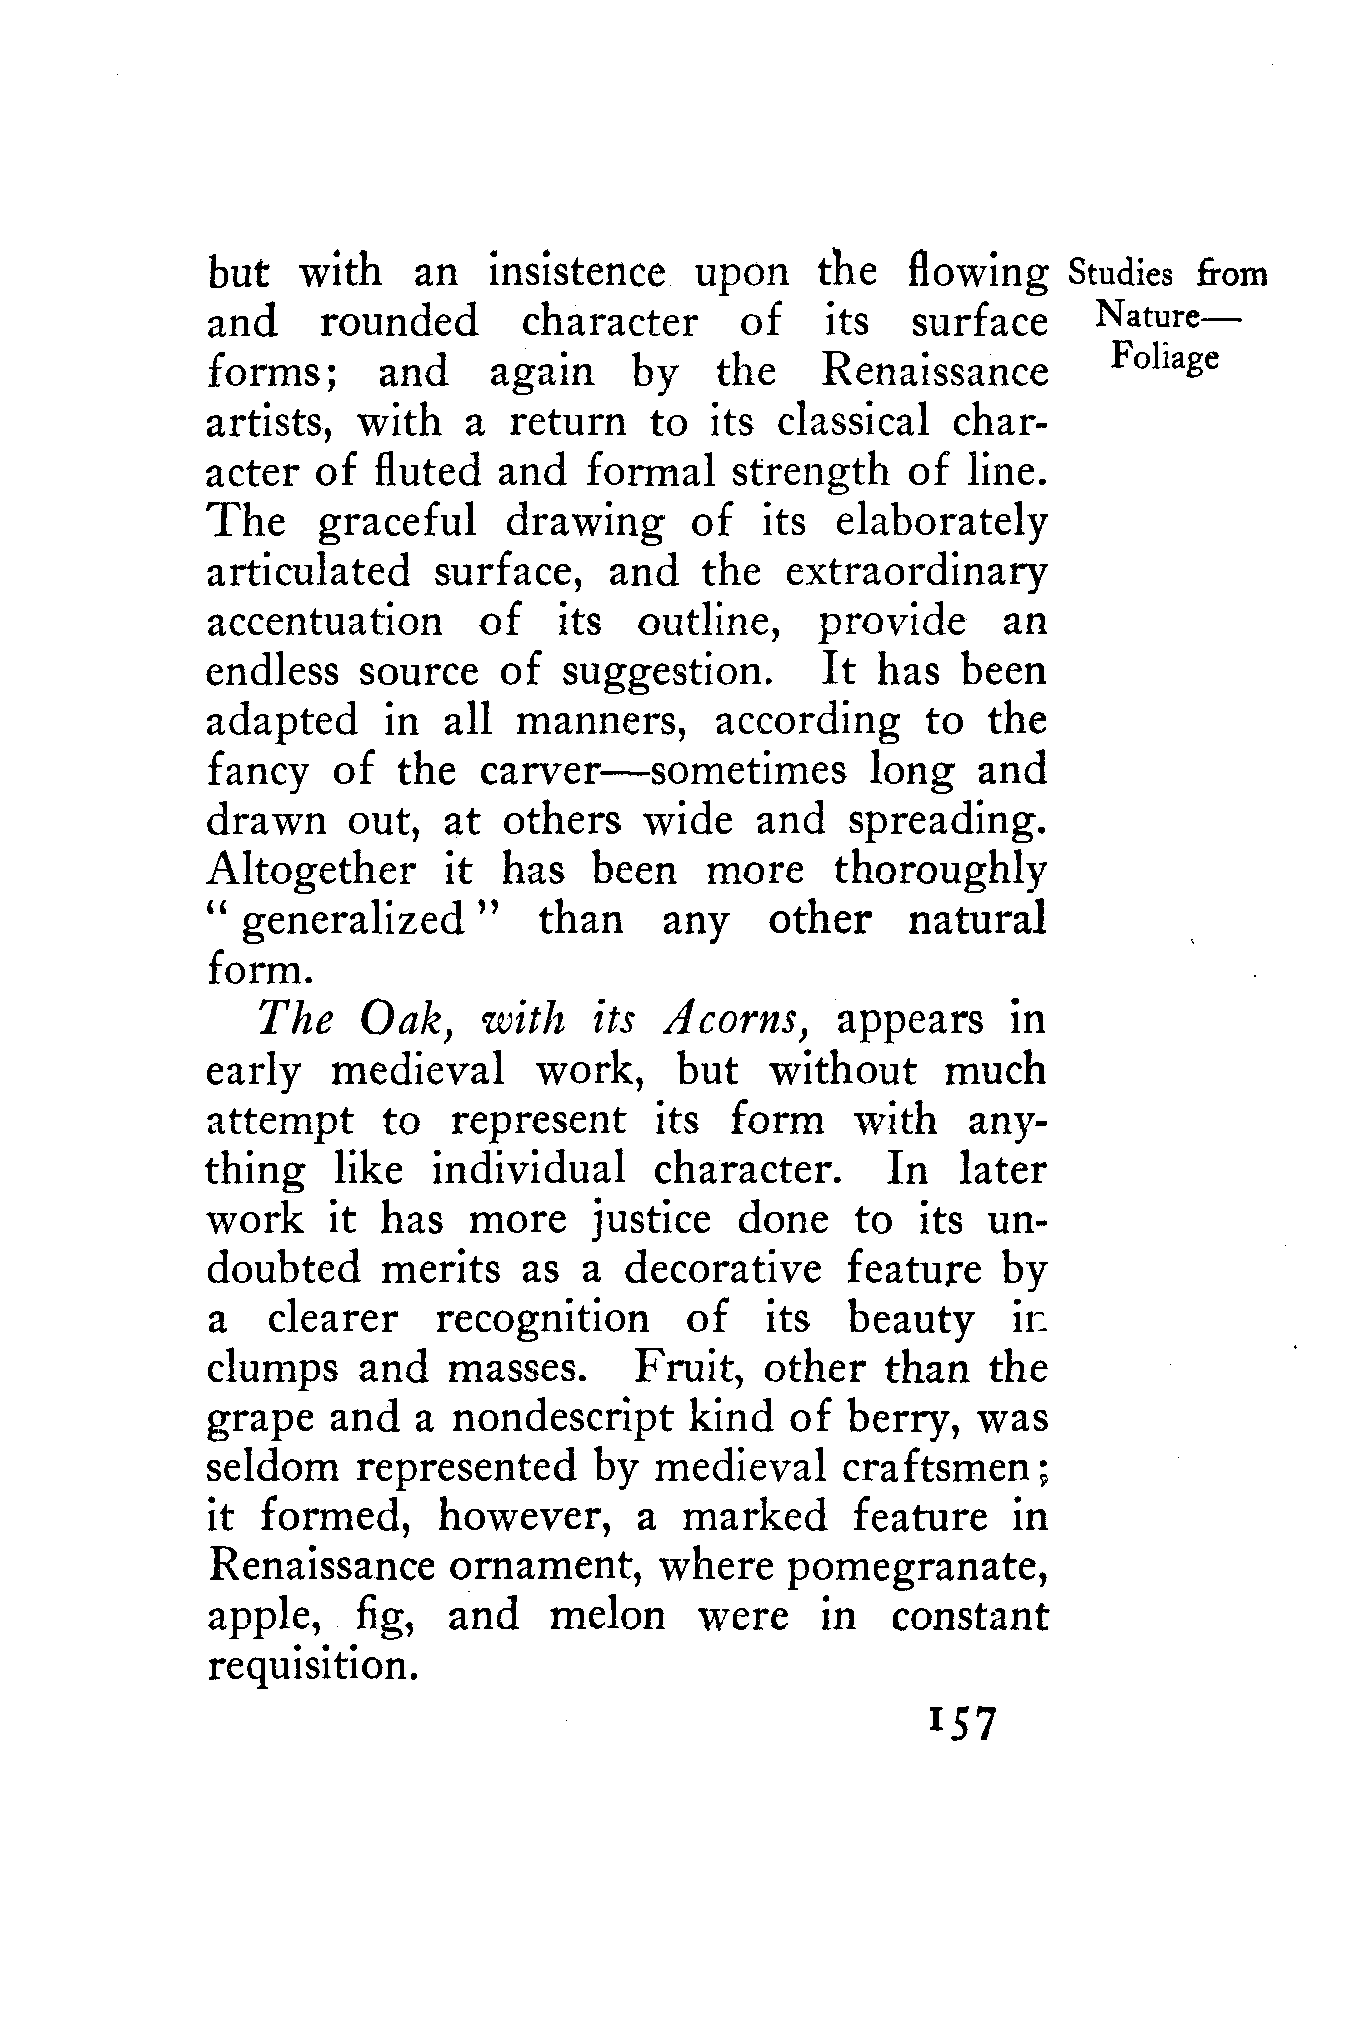 but with an insistence upon the flowing
and rounded character of its surface
forms; and again by the Renaissance
artists, with a return to its classical char-
acter of fluted and formal strength of line.
The graceful drawing of its elaborately
articulated surface, and the extraordinary
accentuation of its outline, provide an
endless source of suggestion. It has been
adapted in all manners, according to the
fancy of the carver—sometimes long and
drawn out, at others wide and spreading.
Altogether it has been more thoroughly
“ generalized ” than any other natural
form.
The Oak, with its Acorns, appears in
early medieval work, but without much
attempt to represent its form with any-
thing like individual character. In later
work it has more justice done to its un-
doubted merits as a decorative feature by
a clearer recognition of its beauty in
clumps and masses. Fruit, other than the
grape and a nondescript kind of berry, was
seldom represented by medieval craftsmen;
it formed, however, a marked feature in
Renaissance ornament, where pomegranate,
apple, fig, and melon were in constant
requisition.
Studies from
Nature—
Foliage
157